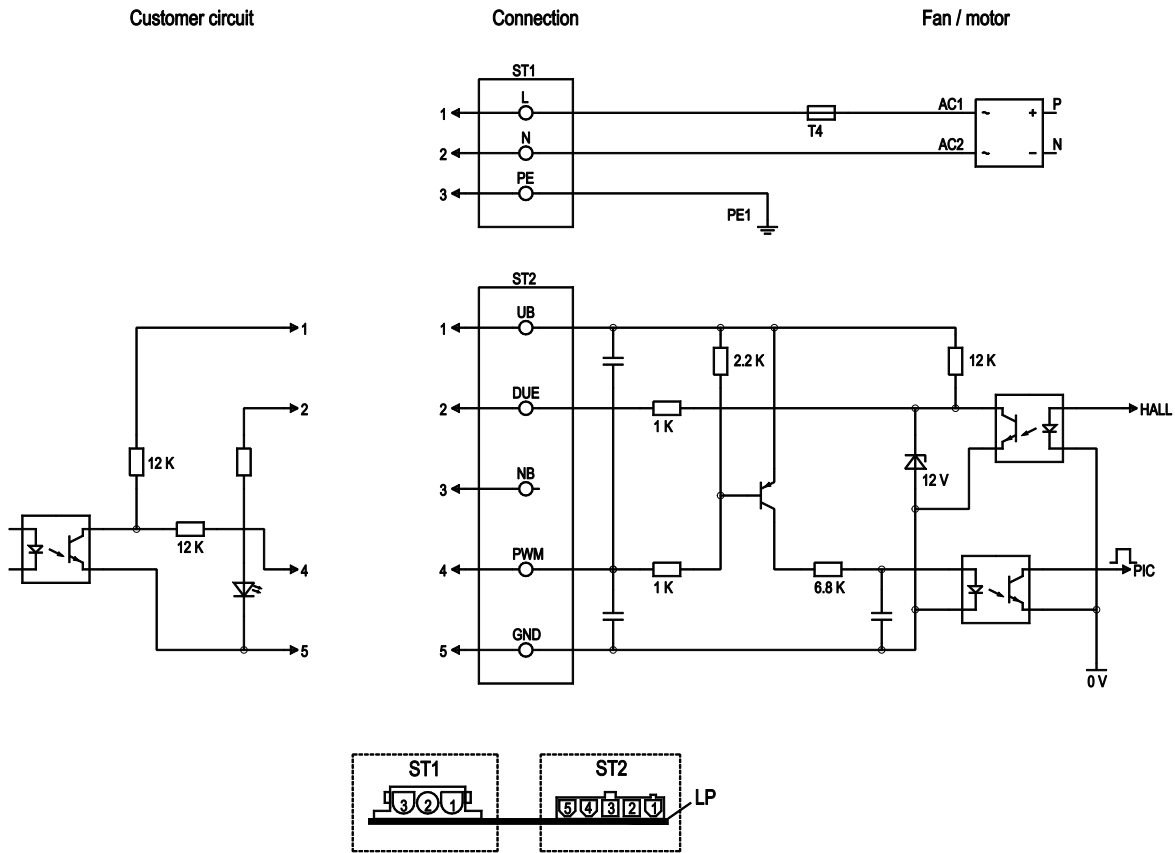 Customer circuit
Connection
Fan / motor
ST1
L
1
AC1
~
+
P
T4
N
2
AC2
~
−
N
PE
3
PE1
ST2
UB
1
1
2.2 K
12 K
DUE
2
2
1 K
HALL
12 K
12 V
NB
3
12 K
PWM
4
4
1 K
6.8 K
PIC
GND
5
5
0 V
ST1
ST2
3 2 1
5 4 3 2 1
LP